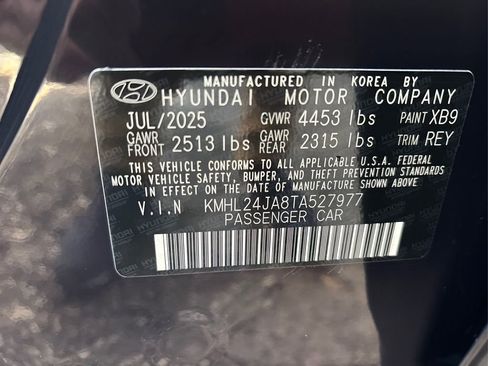 MANUFACTURED IN KOREA BY
HYUNDAI MOTOR COMPANY
JUL/2025 GVWR 4453 lbs PAINT XB9
GAWR FRONT 2513 lbs GAWR REAR 2315 lbs TRIM REY
THIS VEHICLE CONFORMS TO ALL APPLICABLE U.S.A. FEDERAL
MOTOR VEHICLE SAFETY, BUMPER, AND THEFT PREVENTION STANDARDS
IN EFFECT ON THE DATE OF MANUFACTURE SHOWN ABOVE.
V.I.N KMHL24JA8TA527977
PASSENGER CAR